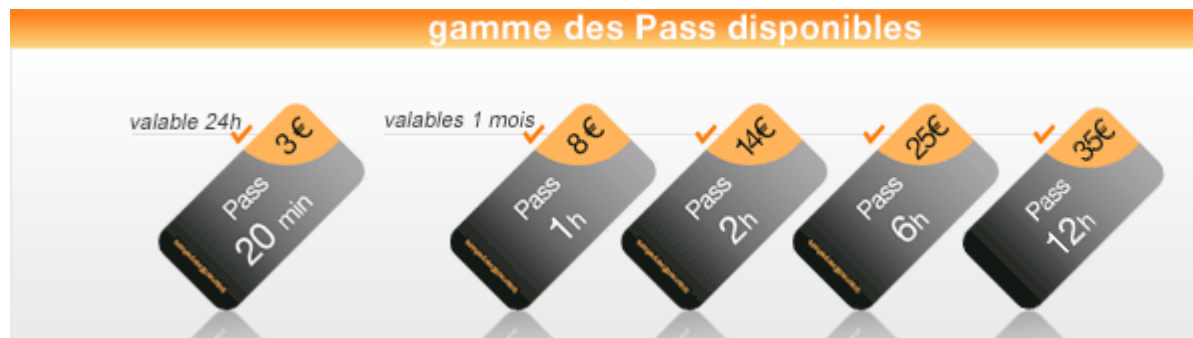 gamme des Pass disponibles
valable 24h
3€
Pass
20 min
valables 1 mois
8€
Pass
1h
14€
Pass
2h
25€
Pass
6h
35€
Pass
12h